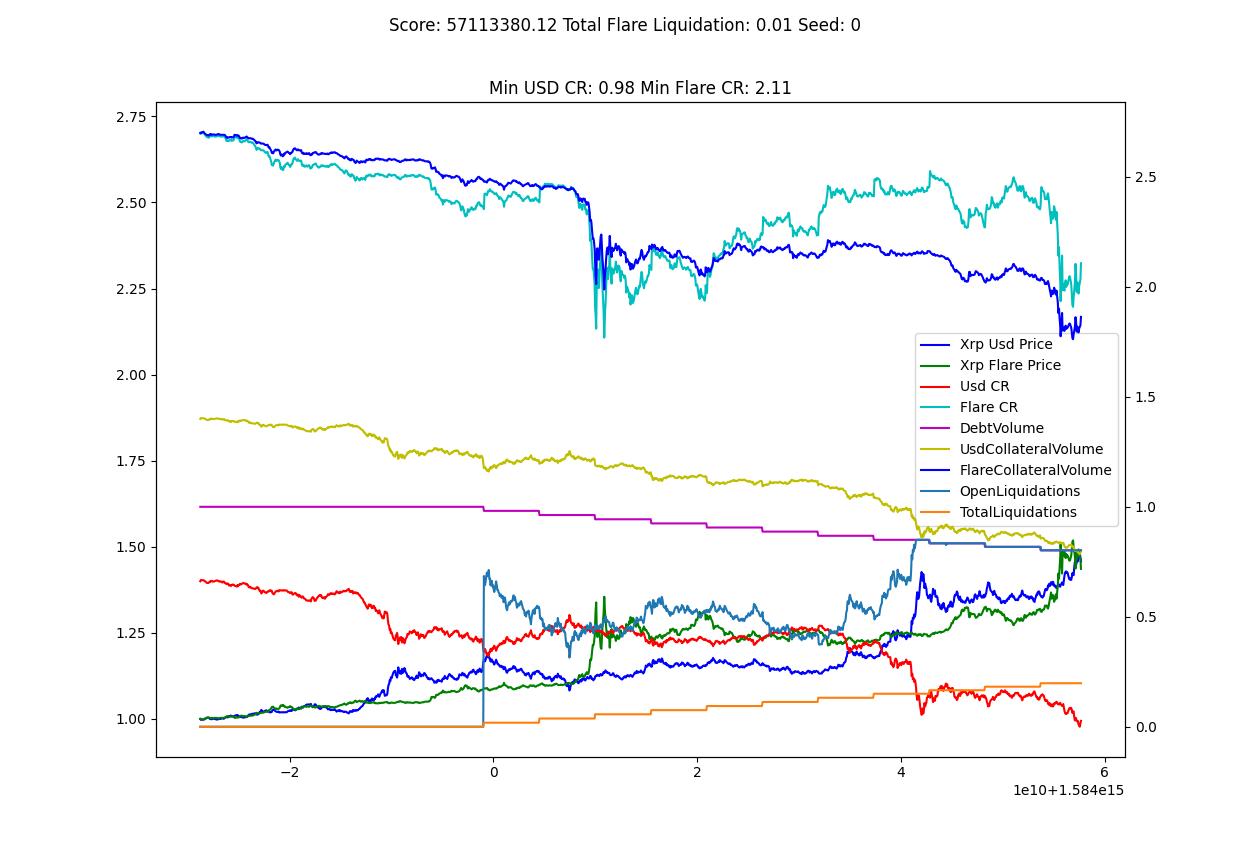 Score: 57113380.12 Total Flare Liquidation: 0.01 Seed: 0
Min USD CR: 0.98 Min Flare CR: 2.11
2.75
2.50
2.25
2.00
1.75
1.50
1.25
1.00
2.5
2.0
1.5
1.0
0.5
0.0
Xrp Usd Price
Xrp Flare Price
Usd CR
Flare CR
DebtVolume
UsdCollateralVolume
FlareCollateralVolume
OpenLiquidations
TotalLiquidations
−2 0 2 4 6
1e10+1.584e15